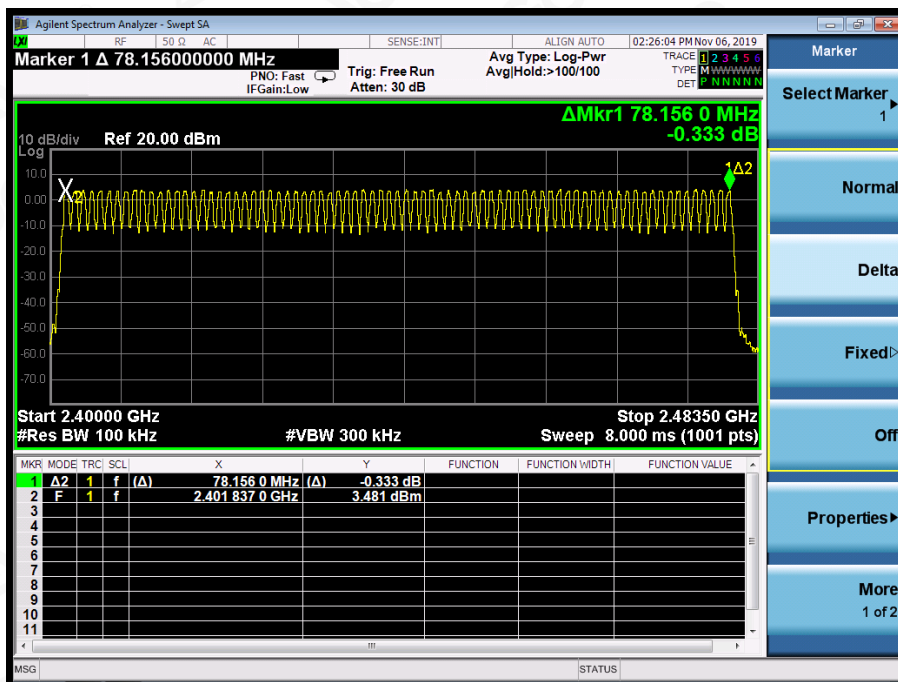 Agilent Spectrum Analyzer - Swept SA
LXI RF 50 Ω AC SENSE:INT ALIGN AUTO 02:26:04 PM Nov 06, 2019
Marker 1 Δ 78.156000000 MHz
PNO: Fast
IFGain:Low
Trig: Free Run
Atten: 30 dB
Avg Type: Log-Pwr
Avg|Hold:>100/100
TRACE 1 2 3 4 5 6
TYPE M WWWWW
DET P N N N N N
ΔMkr1 78.156 0 MHz
-0.333 dB
10 dB/div Ref 20.00 dBm
Log
10.0
0.00
-10.0
-20.0
-30.0
-40.0
-50.0
-60.0
-70.0
X2
1Δ2
Start 2.40000 GHz Stop 2.48350 GHz
#Res BW 100 kHz #VBW 300 kHz Sweep 8.000 ms (1001 pts)
MKR MODE TRC SCL X Y FUNCTION FUNCTION WIDTH FUNCTION VALUE
1 Δ2 1 f (Δ) 78.156 0 MHz (Δ) -0.333 dB
2 F 1 f 2.401 837 0 GHz 3.481 dBm
3
4
5
6
7
8
9
10
11
MSG STATUS
Marker
Select Marker
1
Normal
Delta
Fixed
Off
Properties
More
1 of 2